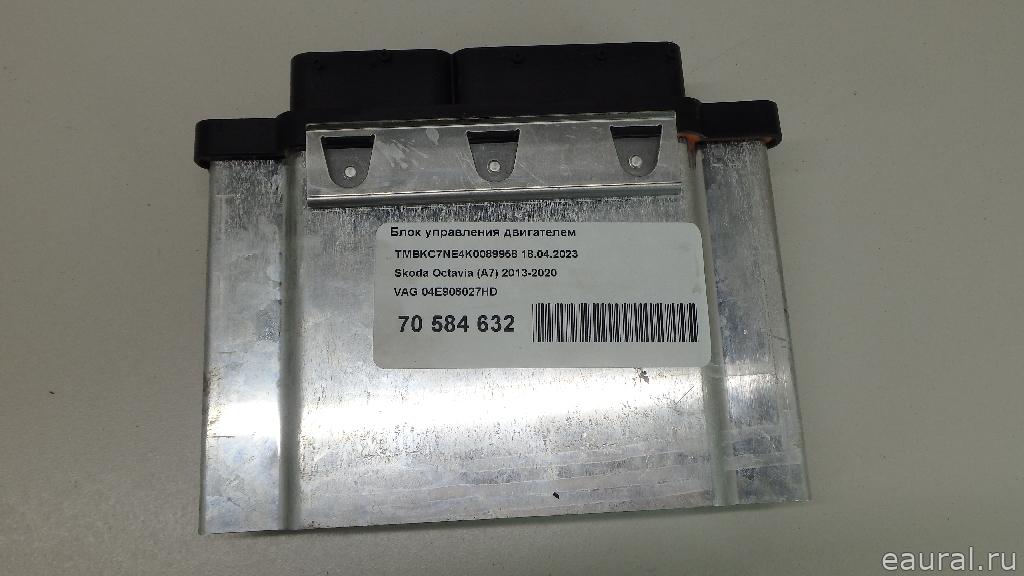 Блок управления двигателем
TMBKC7NE4K0089958 18.04.2023
Skoda Octavia (A7) 2013-2020
VAG 04E906027HD
70 584 632
eaural.ru